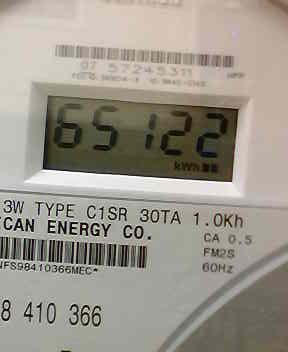 07 57245311
65122
kWh
3W TYPE C1SR 30TA 1.0Kh
CAN ENERGY CO.
CA 0.5
FM2S
60Hz
NFS98410366MEC*
8 410 366